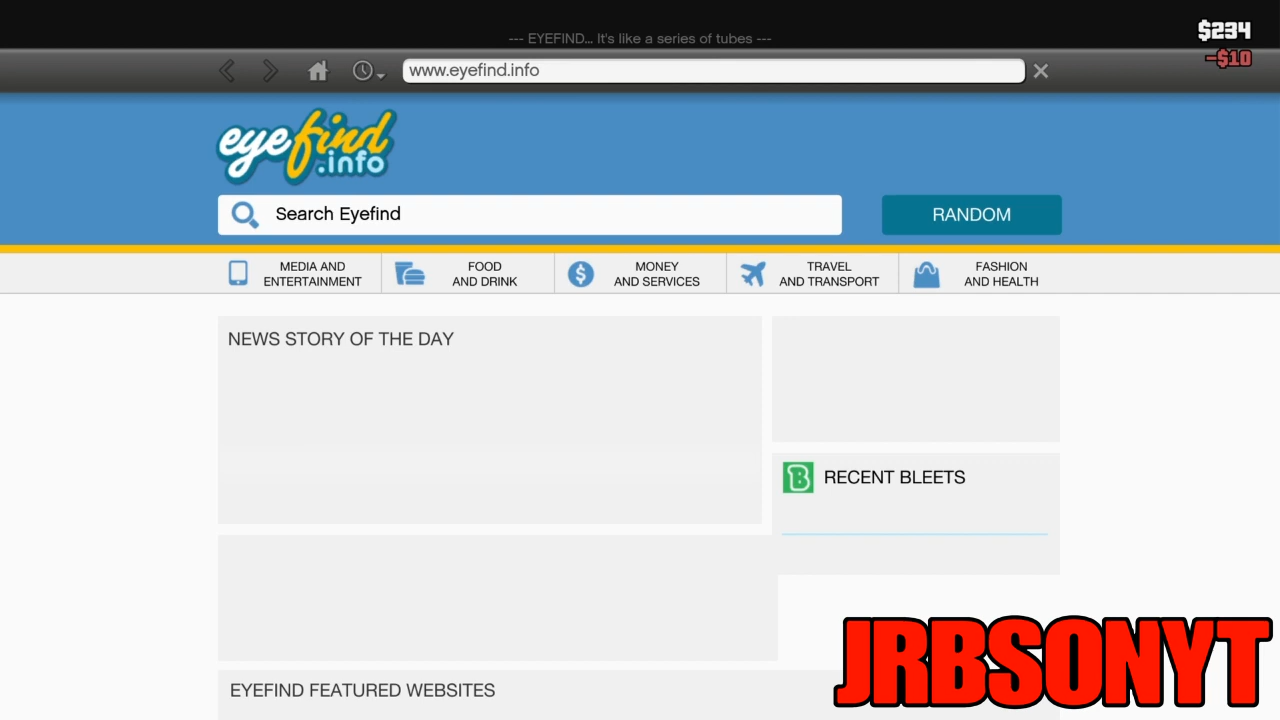 --- EYEFIND... It's like a series of tubes ---
$234
-$10
www.eyefind.info
eyefind
.info
Search Eyefind
RANDOM
MEDIA AND
ENTERTAINMENT
FOOD
AND DRINK
MONEY
AND SERVICES
TRAVEL
AND TRANSPORT
FASHION
AND HEALTH
NEWS STORY OF THE DAY
B
RECENT BLEETS
EYEFIND FEATURED WEBSITES
JRBSONYT